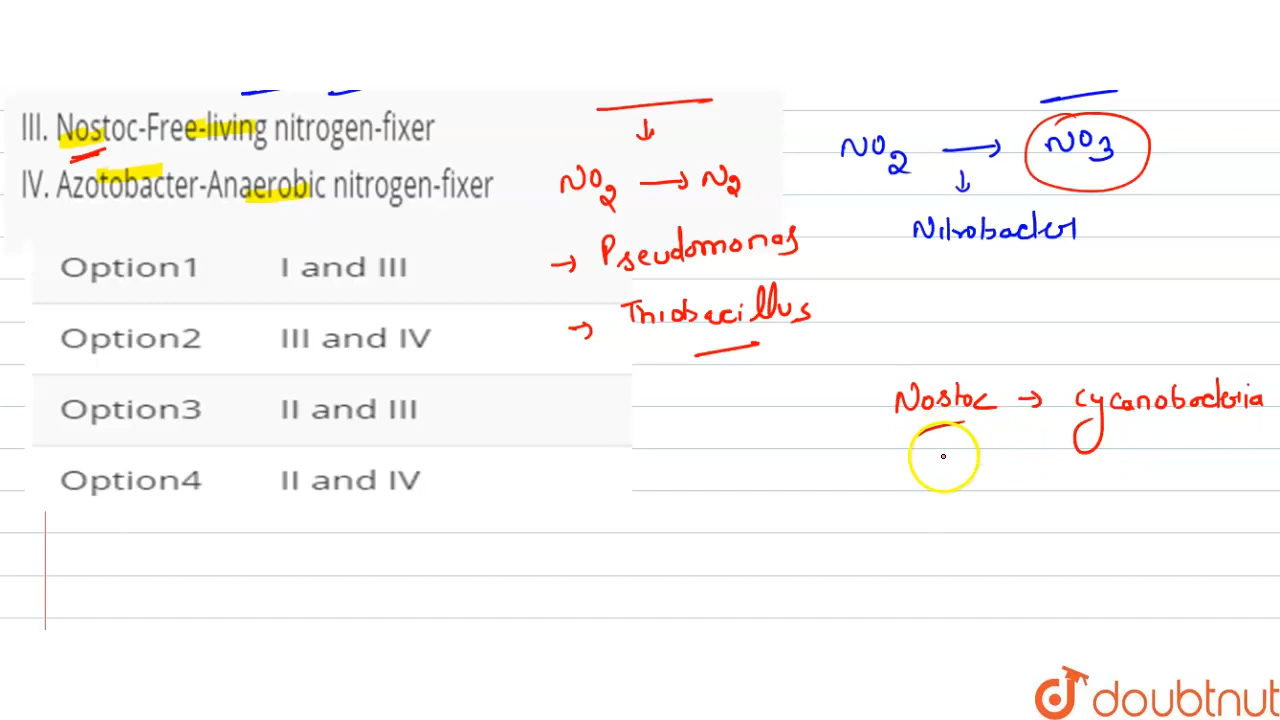 III. Nostoc-Free-living nitrogen-fixer
IV. Azotobacter-Anaerobic nitrogen-fixer
Option1 I and III
Option2 III and IV
Option3 II and III
Option4 II and IV
NO2 → N2
→ Pseudomonas
→ Thiobacillus
NO2 → NO3
Nitrobacter
Nostoc → cycanobacteria
doubtnut